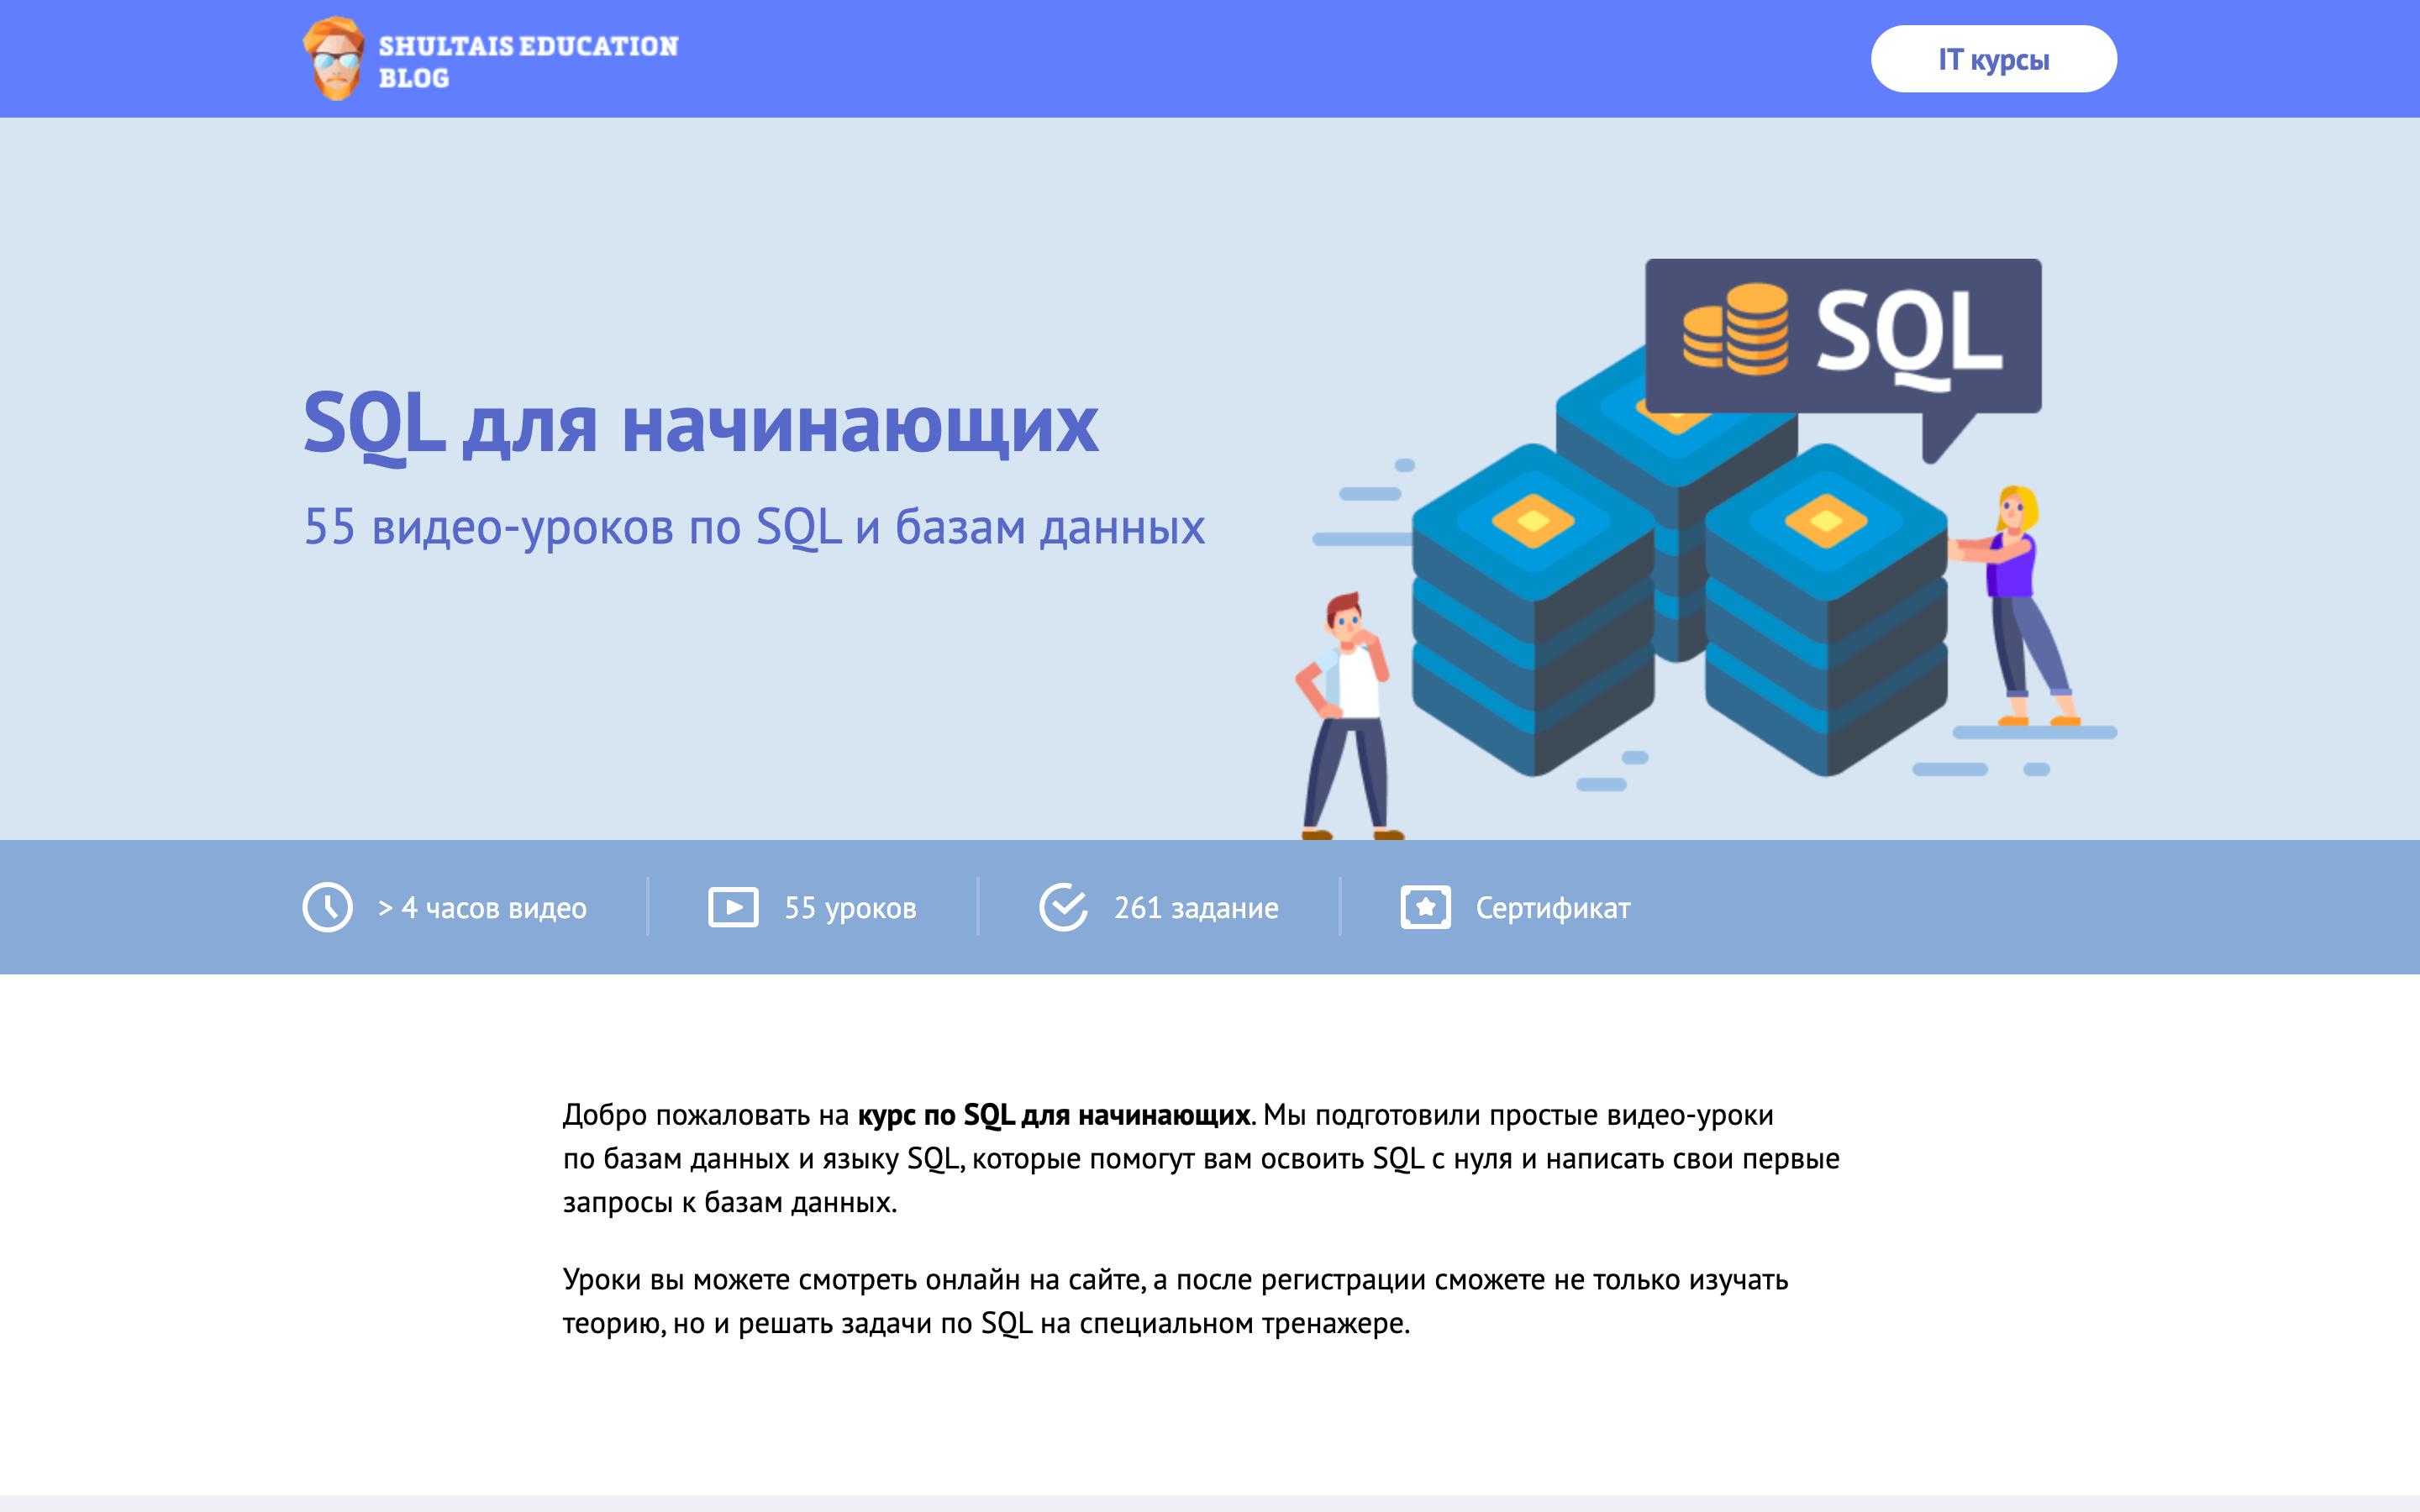 SHULTAIS EDUCATION
BLOG
IT курсы
SQL
SQL для начинающих
55 видео-уроков по SQL и базам данных
> 4 часов видео
55 уроков
261 задание
Сертификат
Добро пожаловать на курс по SQL для начинающих. Мы подготовили простые видео-уроки
по базам данных и языку SQL, которые помогут вам освоить SQL с нуля и написать свои первые
запросы к базам данных.
Уроки вы можете смотреть онлайн на сайте, а после регистрации сможете не только изучать
теорию, но и решать задачи по SQL на специальном тренажере.